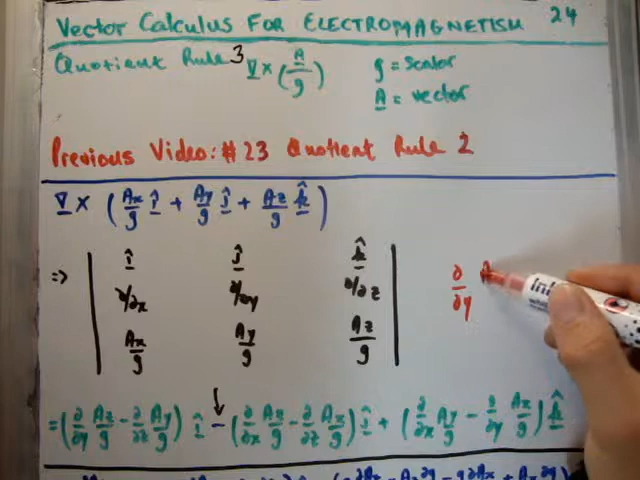 Vector Calculus For ELECTROMAGNETISM 24
Quotient Rule 3 ∇ × (A/g) g = scalar
A = vector
Previous Video: #23 Quotient Rule 2
∇ × (Ax/g î + Ay/g ĵ + Az/g k̂)
=> | î ĵ k̂ |
∂/∂x ∂/∂y ∂/∂z ∂/∂y A
Ax/g Ay/g Az/g
= (∂/∂y Az/g - ∂/∂z Ay/g) î - (∂/∂x Az/g - ∂/∂z Ax/g) ĵ + (∂/∂x Ay/g - ∂/∂y Ax/g) k̂